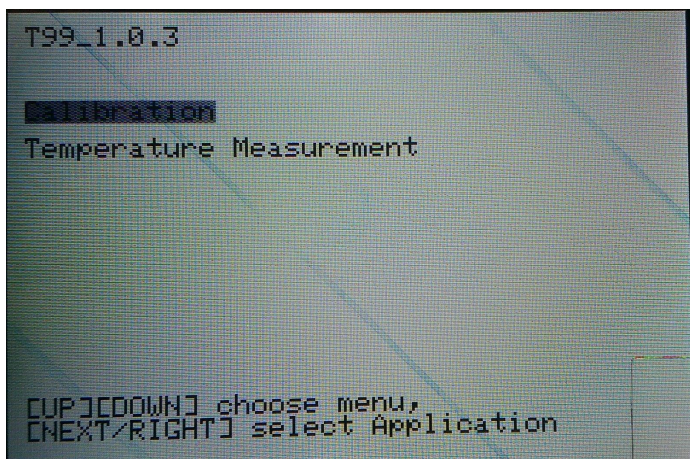 T99_1.0.3
Calibration
Temperature Measurement
[UP][DOWN] choose menu,
[NEXT/RIGHT] select Application